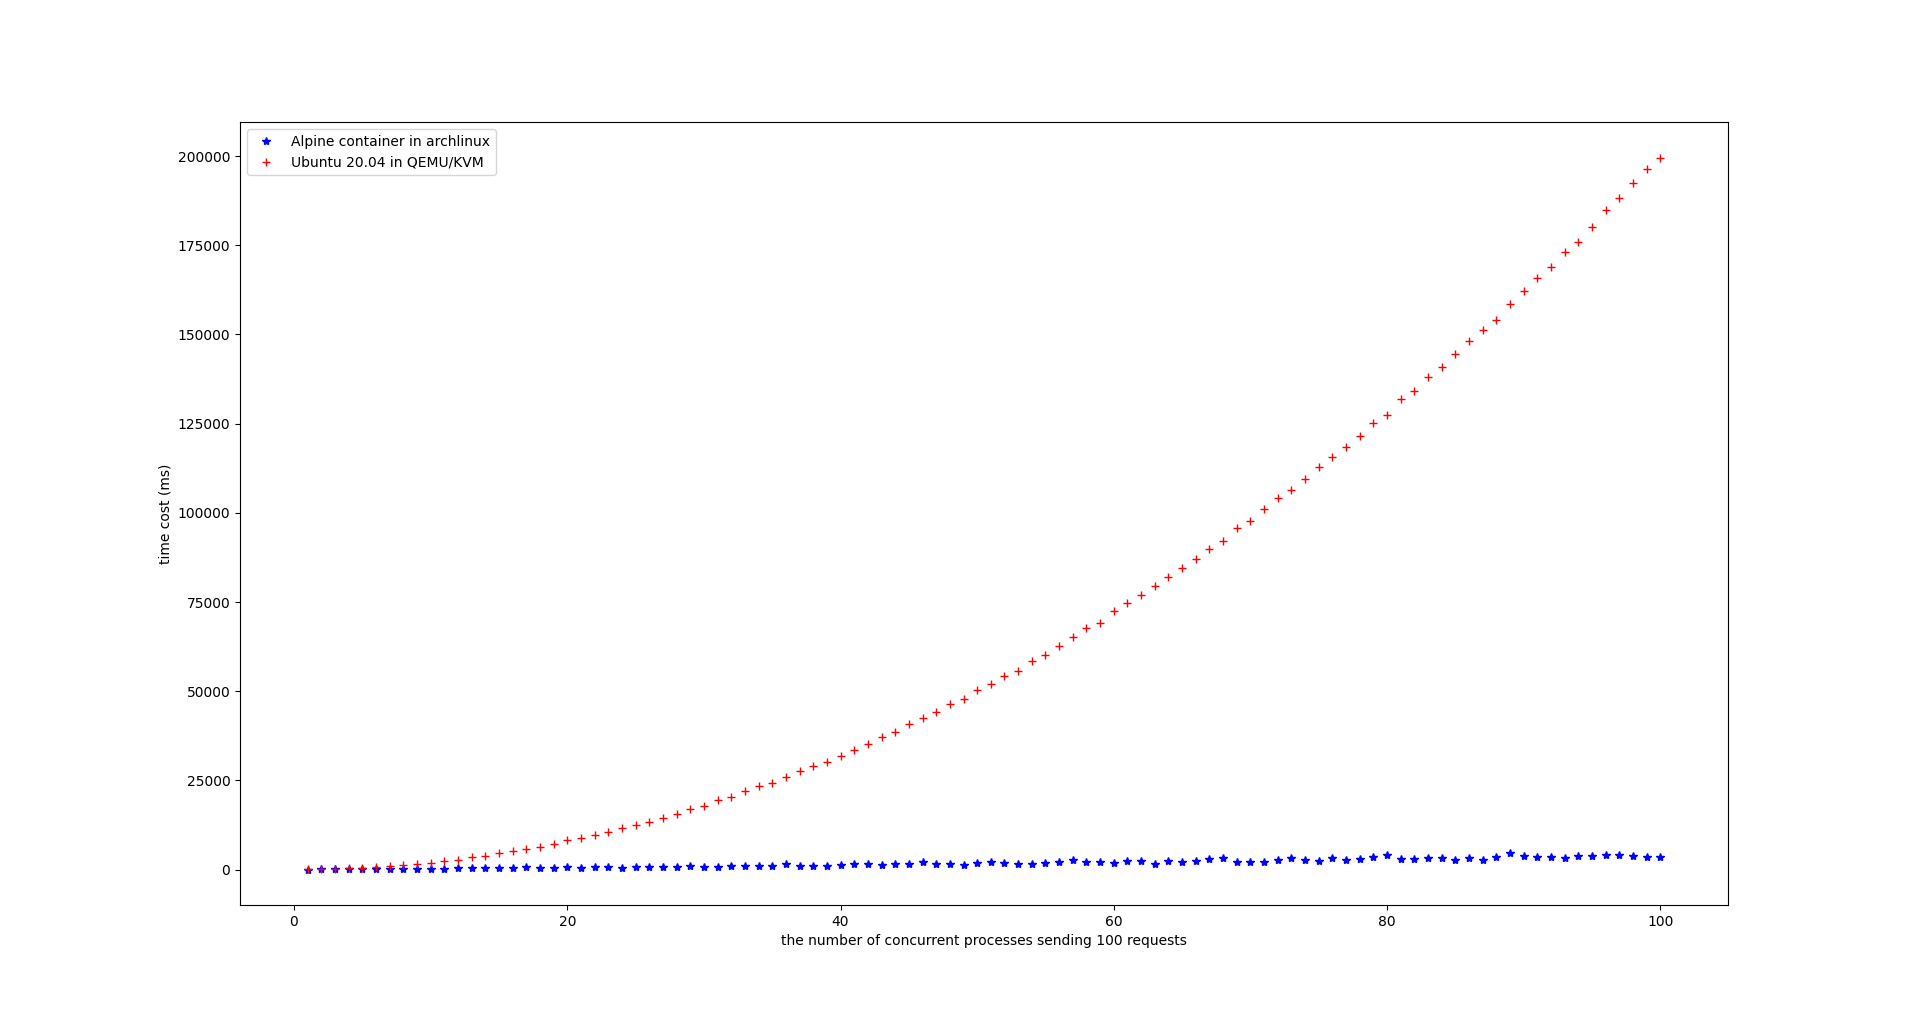 Alpine container in archlinux
Ubuntu 20.04 in QEMU/KVM
200000
175000
150000
125000
100000
75000
50000
25000
0
time cost (ms)
0 20 40 60 80 100
the number of concurrent processes sending 100 requests